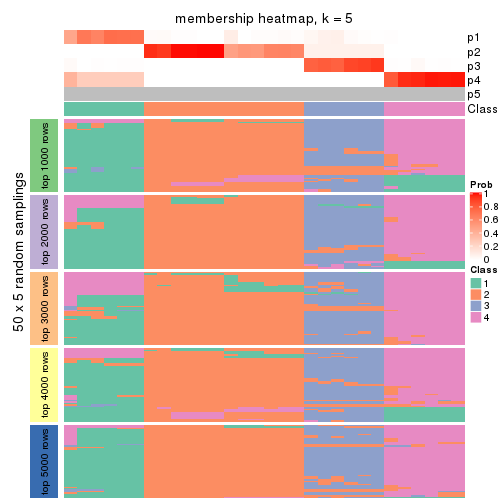 membership heatmap, k = 5
p1
p2
p3
p4
p5
Class
50 x 5 random samplings
top 1000 rows
top 2000 rows
top 3000 rows
top 4000 rows
top 5000 rows
Prob
1
0.8
0.6
0.4
0.2
0
Class
1
2
3
4